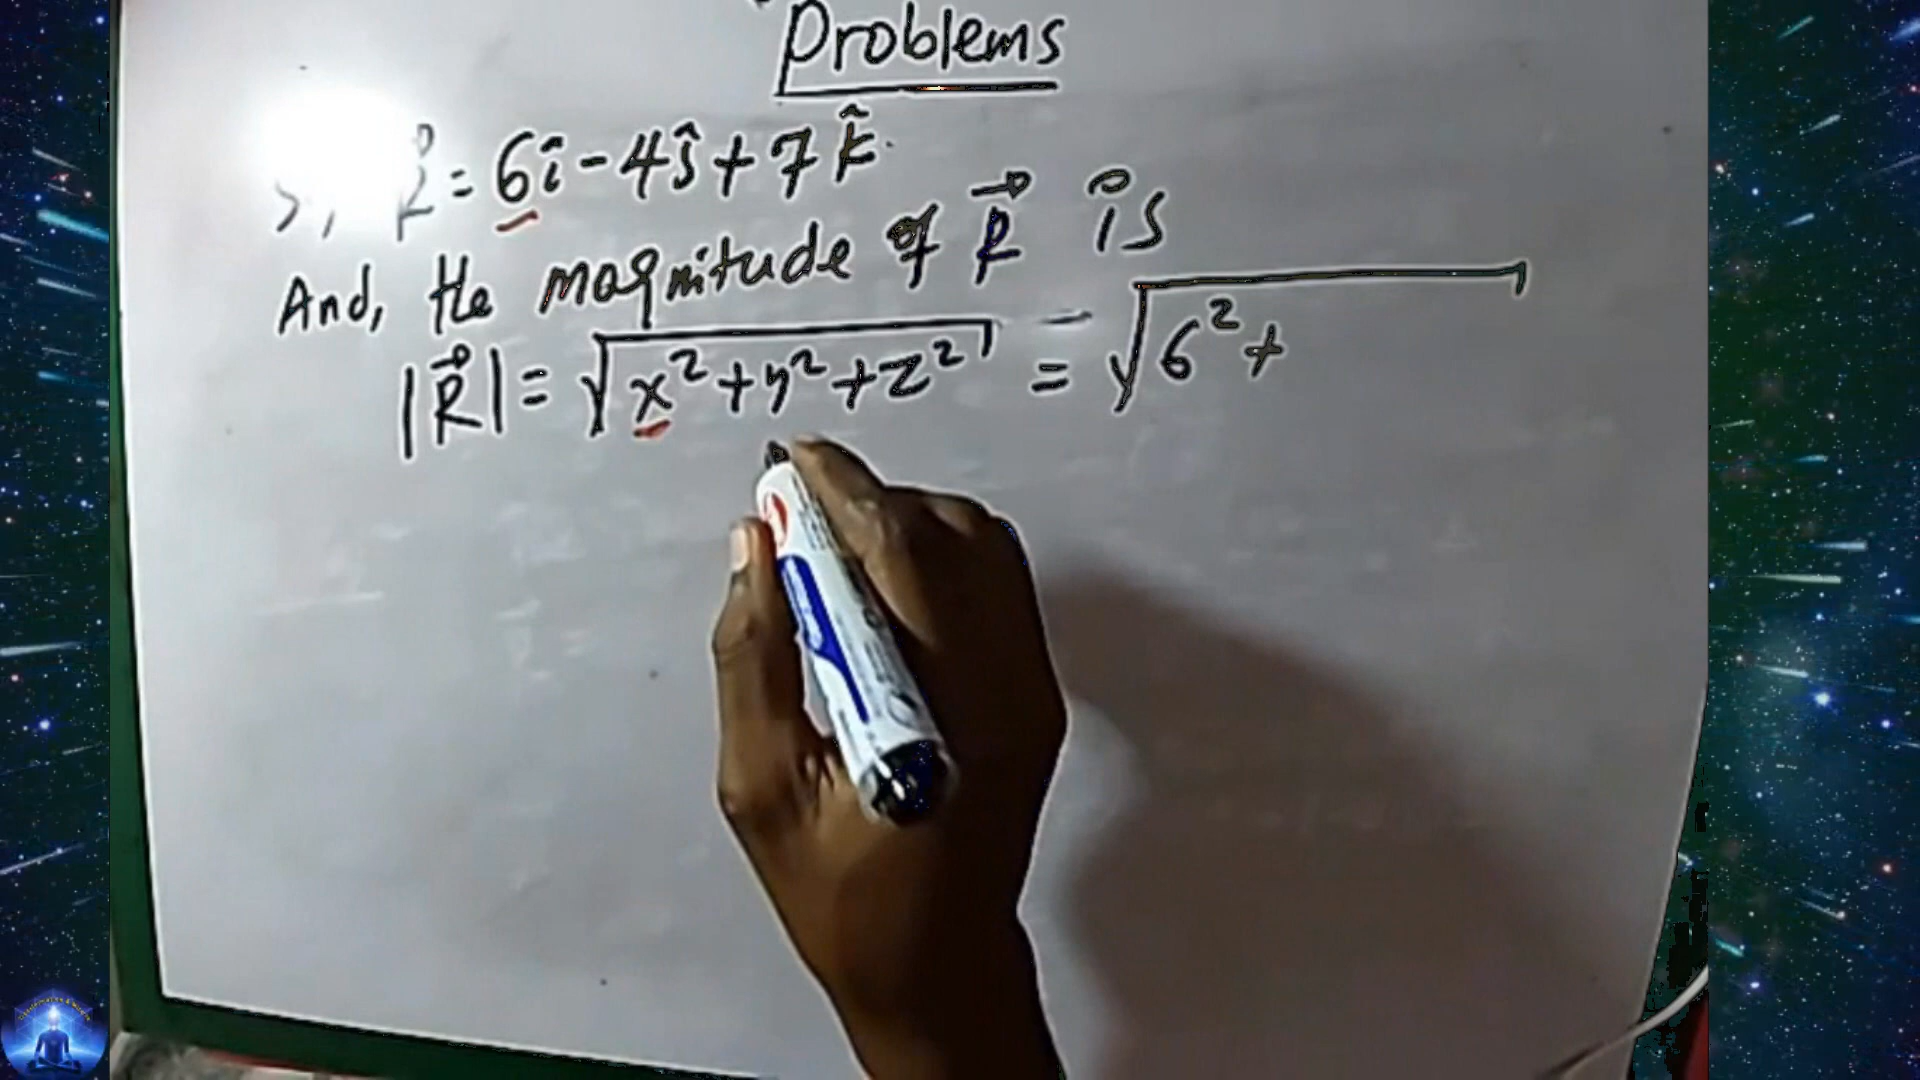 Problems
R⃗ = 6î - 4ĵ + 7k̂.
And, the magnitude of R⃗ is
|R⃗| = √x² + y² + z² = √6² +